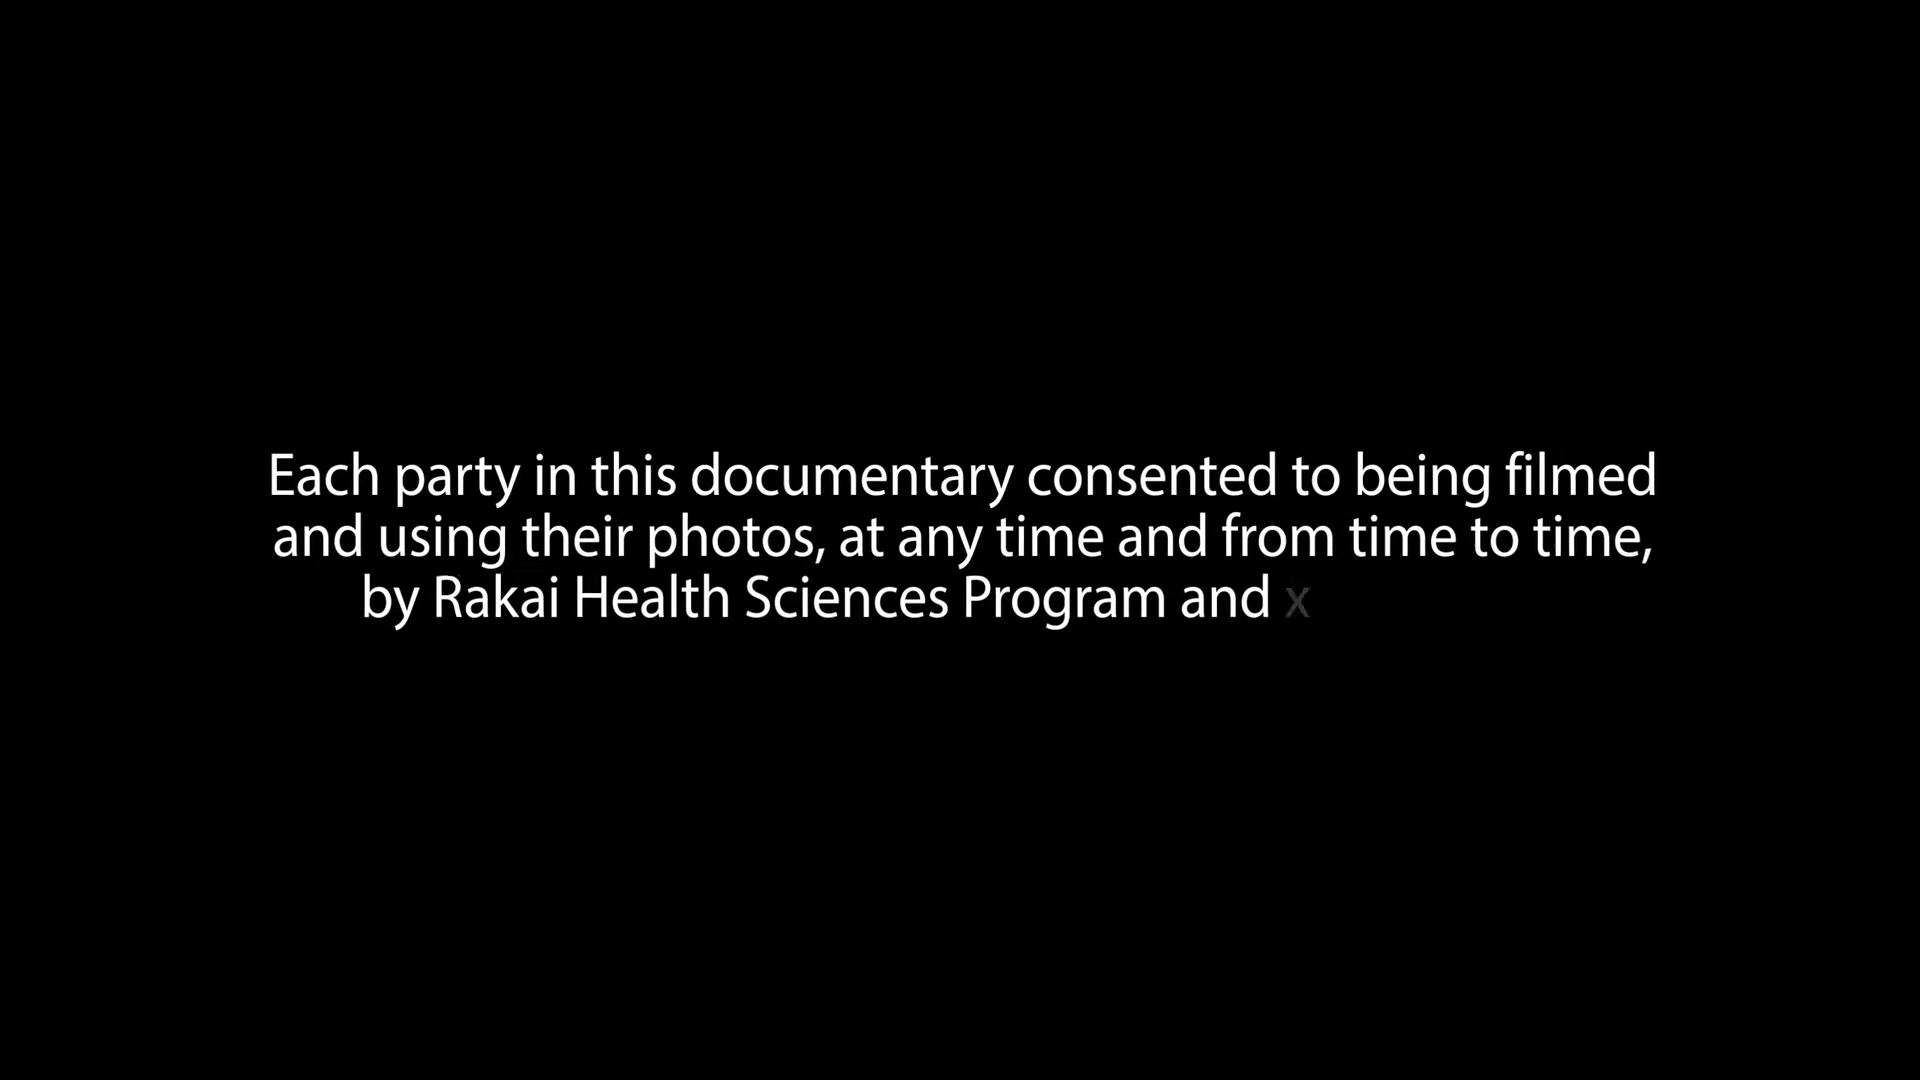 Each party in this documentary consented to being filmed
and using their photos, at any time and from time to time,
by Rakai Health Sciences Program and x